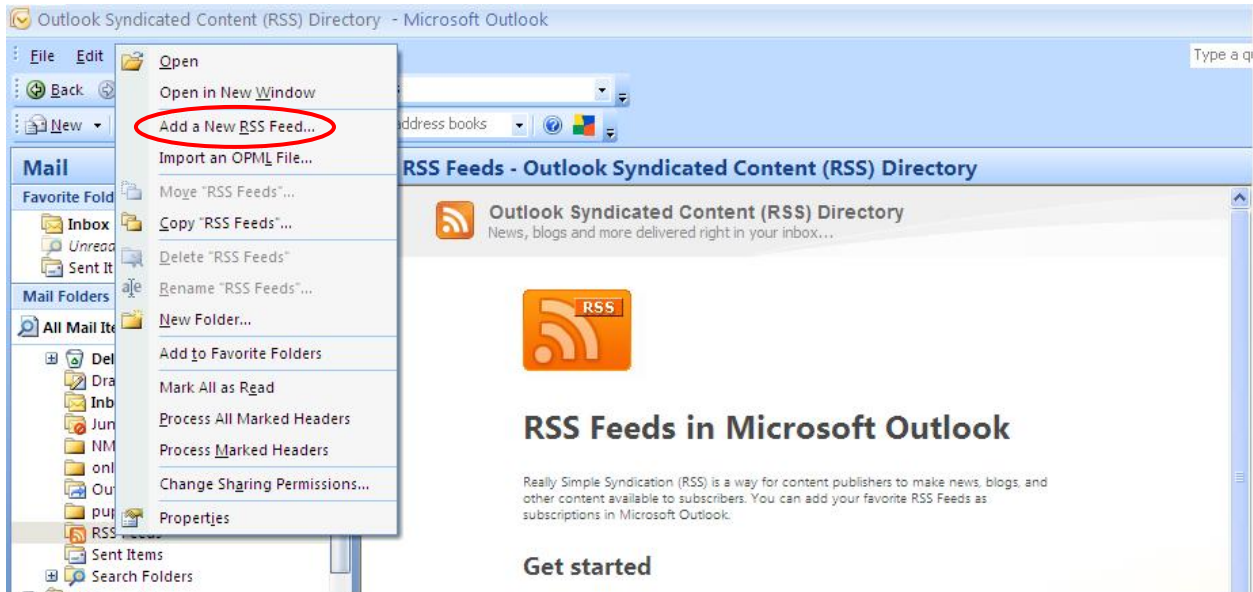 Outlook Syndicated Content (RSS) Directory - Microsoft Outlook
File Edit
Type a
Back
New
address books
Open
Open in New Window
Add a New RSS Feed...
Import an OPML File...
Move "RSS Feeds"...
Copy "RSS Feeds"...
Delete "RSS Feeds"
Rename "RSS Feeds"...
New Folder...
Add to Favorite Folders
Mark All as Read
Process All Marked Headers
Process Marked Headers
Change Sharing Permissions...
Properties
Mail
Favorite Fold
Inbox
Unread
Sent It
Mail Folders
All Mail Ite
Del
Dra
Inb
Jun
NM
onl
Ou
pup
RSS Feeds
Sent Items
Search Folders
RSS Feeds - Outlook Syndicated Content (RSS) Directory
Outlook Syndicated Content (RSS) Directory
News, blogs and more delivered right in your inbox...
RSS
RSS Feeds in Microsoft Outlook
Really Simple Syndication (RSS) is a way for content publishers to make news, blogs, and
other content available to subscribers. You can add your favorite RSS Feeds as
subscriptions in Microsoft Outlook.
Get started